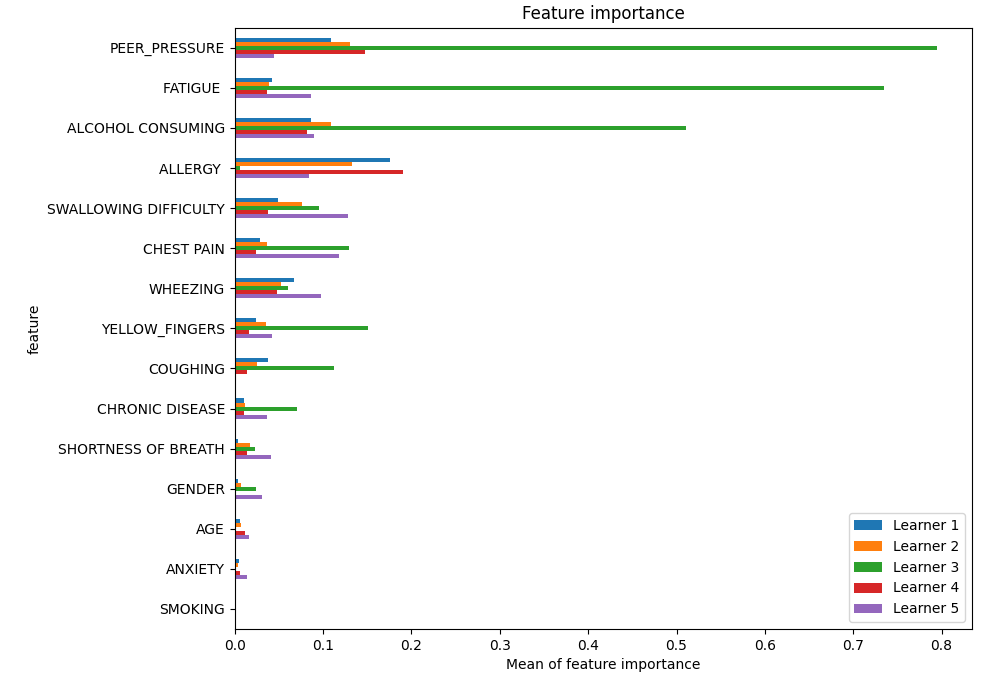 Feature importance
PEER_PRESSURE
FATIGUE
ALCOHOL CONSUMING
ALLERGY
SWALLOWING DIFFICULTY
CHEST PAIN
WHEEZING
YELLOW_FINGERS
COUGHING
CHRONIC DISEASE
SHORTNESS OF BREATH
GENDER
AGE
ANXIETY
SMOKING
feature
Learner 1
Learner 2
Learner 3
Learner 4
Learner 5
0.0 0.1 0.2 0.3 0.4 0.5 0.6 0.7 0.8
Mean of feature importance